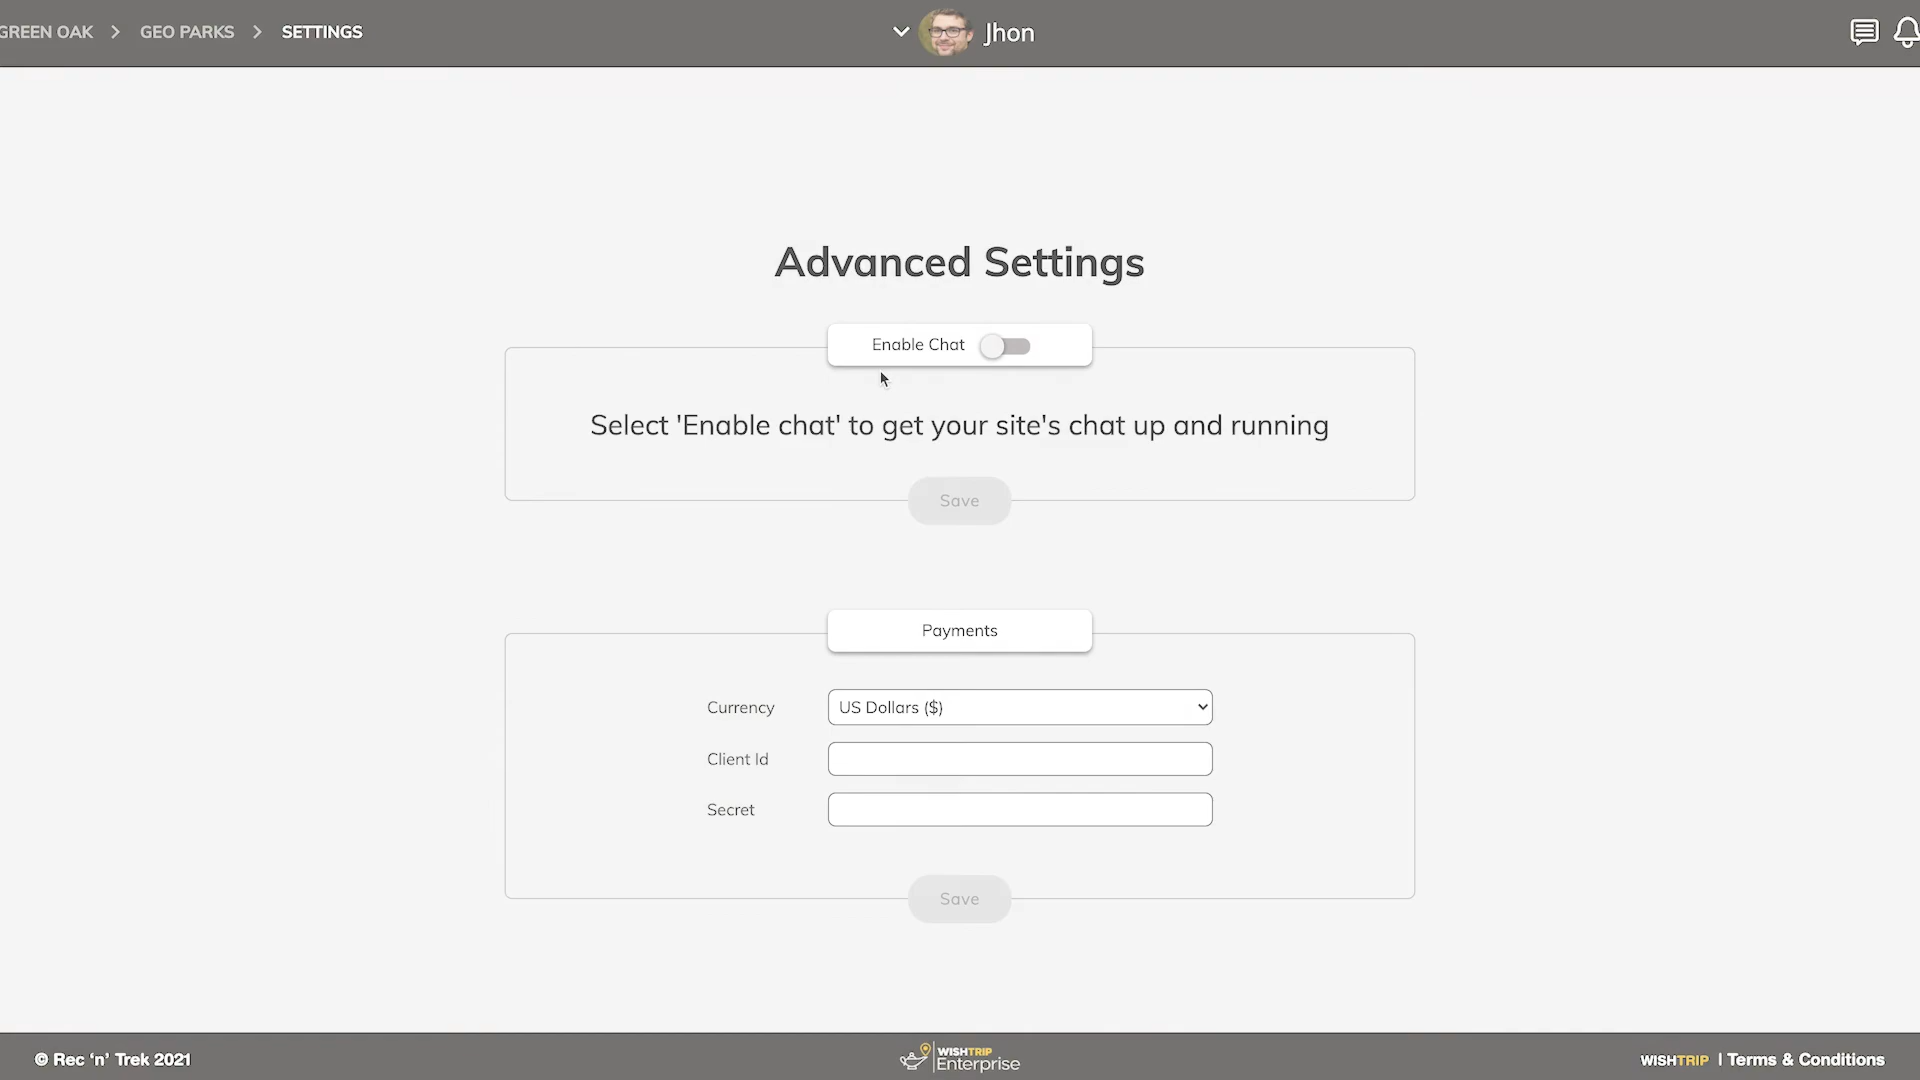 GREEN OAK > GEO PARKS > SETTINGS
Jhon
Advanced Settings
Enable Chat
Select 'Enable chat' to get your site's chat up and running
Save
Payments
Currency US Dollars ($)
Client Id
Secret
Save
© Rec ‘n’ Trek 2021
WISHTRIP
Enterprise
WISHTRIP | Terms & Conditions